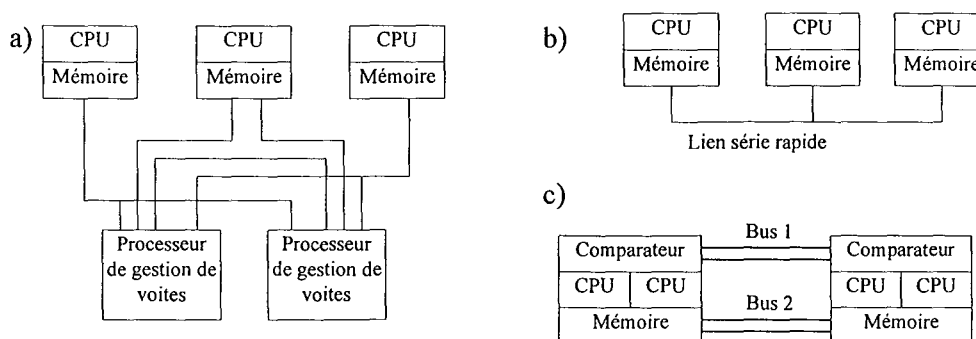 a)
CPU
Mémoire
CPU
Mémoire
CPU
Mémoire
Processeur
de gestion de
voites
Processeur
de gestion de
voites
b)
CPU
Mémoire
CPU
Mémoire
CPU
Mémoire
Lien série rapide
c)
Bus 1
Comparateur
CPU
CPU
Mémoire
Bus 2
Comparateur
CPU
CPU
Mémoire